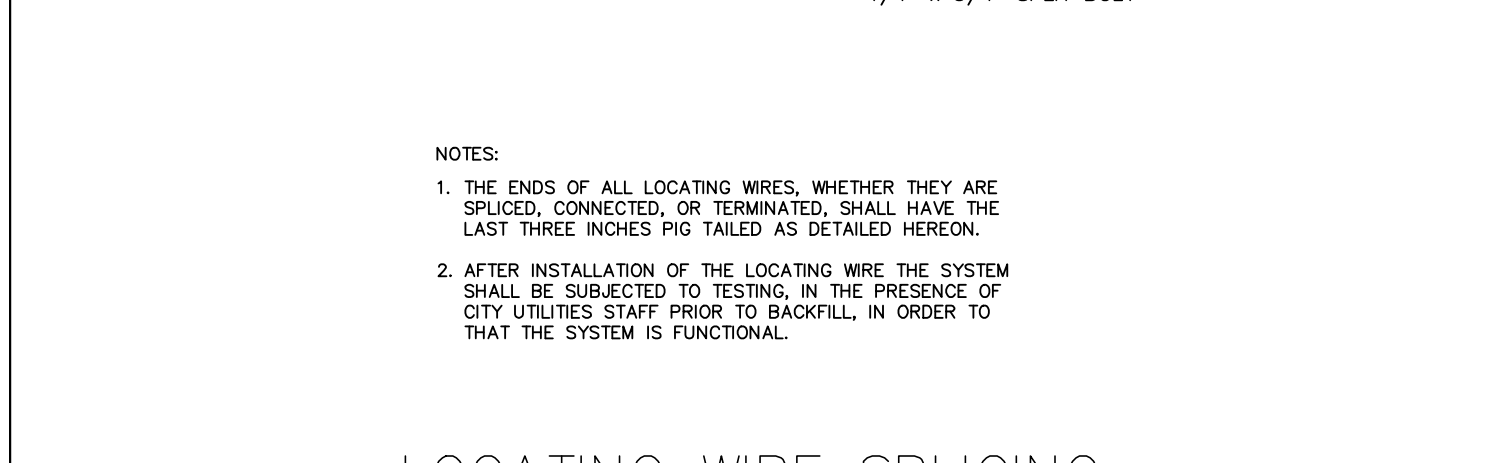 NOTES:
1. THE ENDS OF ALL LOCATING WIRES, WHETHER THEY ARE
SPLICED, CONNECTED, OR TERMINATED, SHALL HAVE THE
LAST THREE INCHES PIG TAILED AS DETAILED HEREON.
2. AFTER INSTALLATION OF THE LOCATING WIRE THE SYSTEM
SHALL BE SUBJECTED TO TESTING, IN THE PRESENCE OF
CITY UTILITIES STAFF PRIOR TO BACKFILL, IN ORDER TO
THAT THE SYSTEM IS FUNCTIONAL.
LOCATING WIRE SPLICING